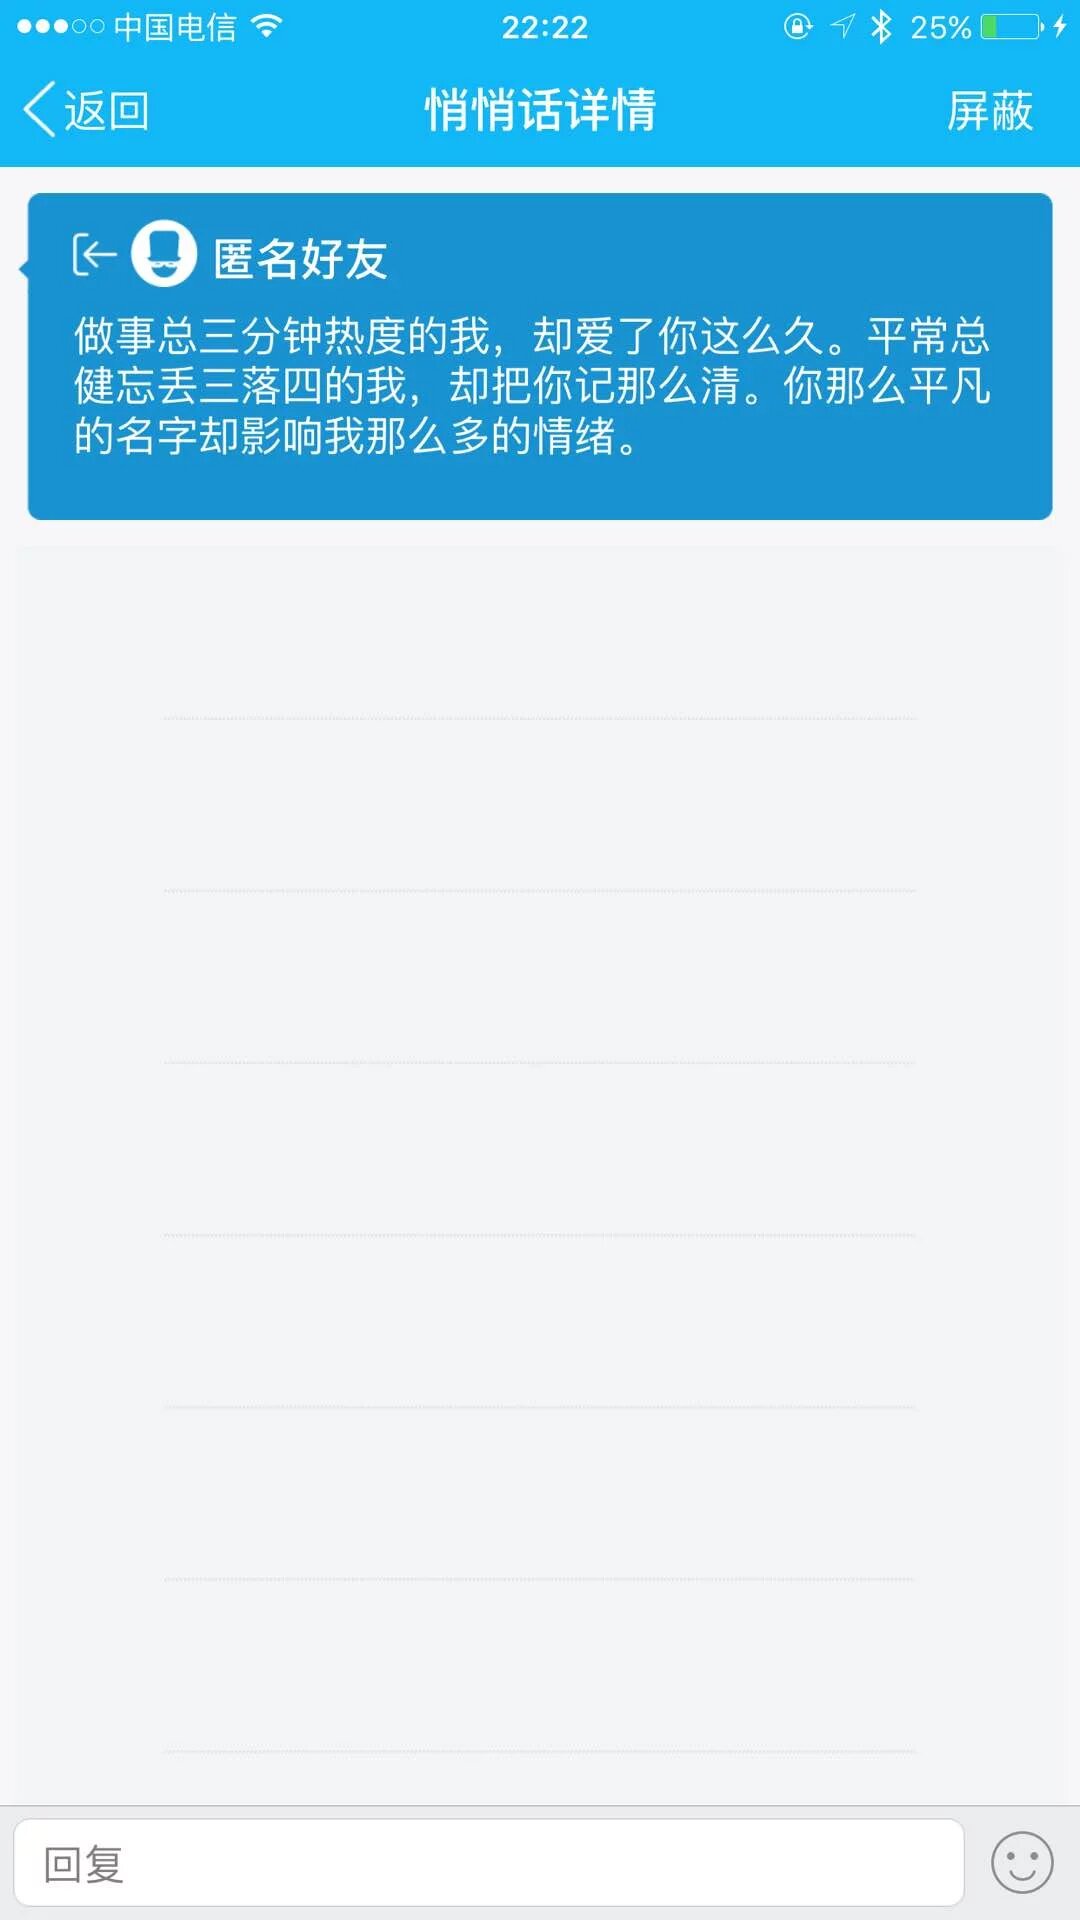 中国电信 22:22 25%
返回 悄悄话详情 屏蔽
匿名好友
做事总三分钟热度的我，却爱了你这么久。平常总
健忘丢三落四的我，却把你记那么清。你那么平凡
的名字却影响我那么多的情绪。
回复